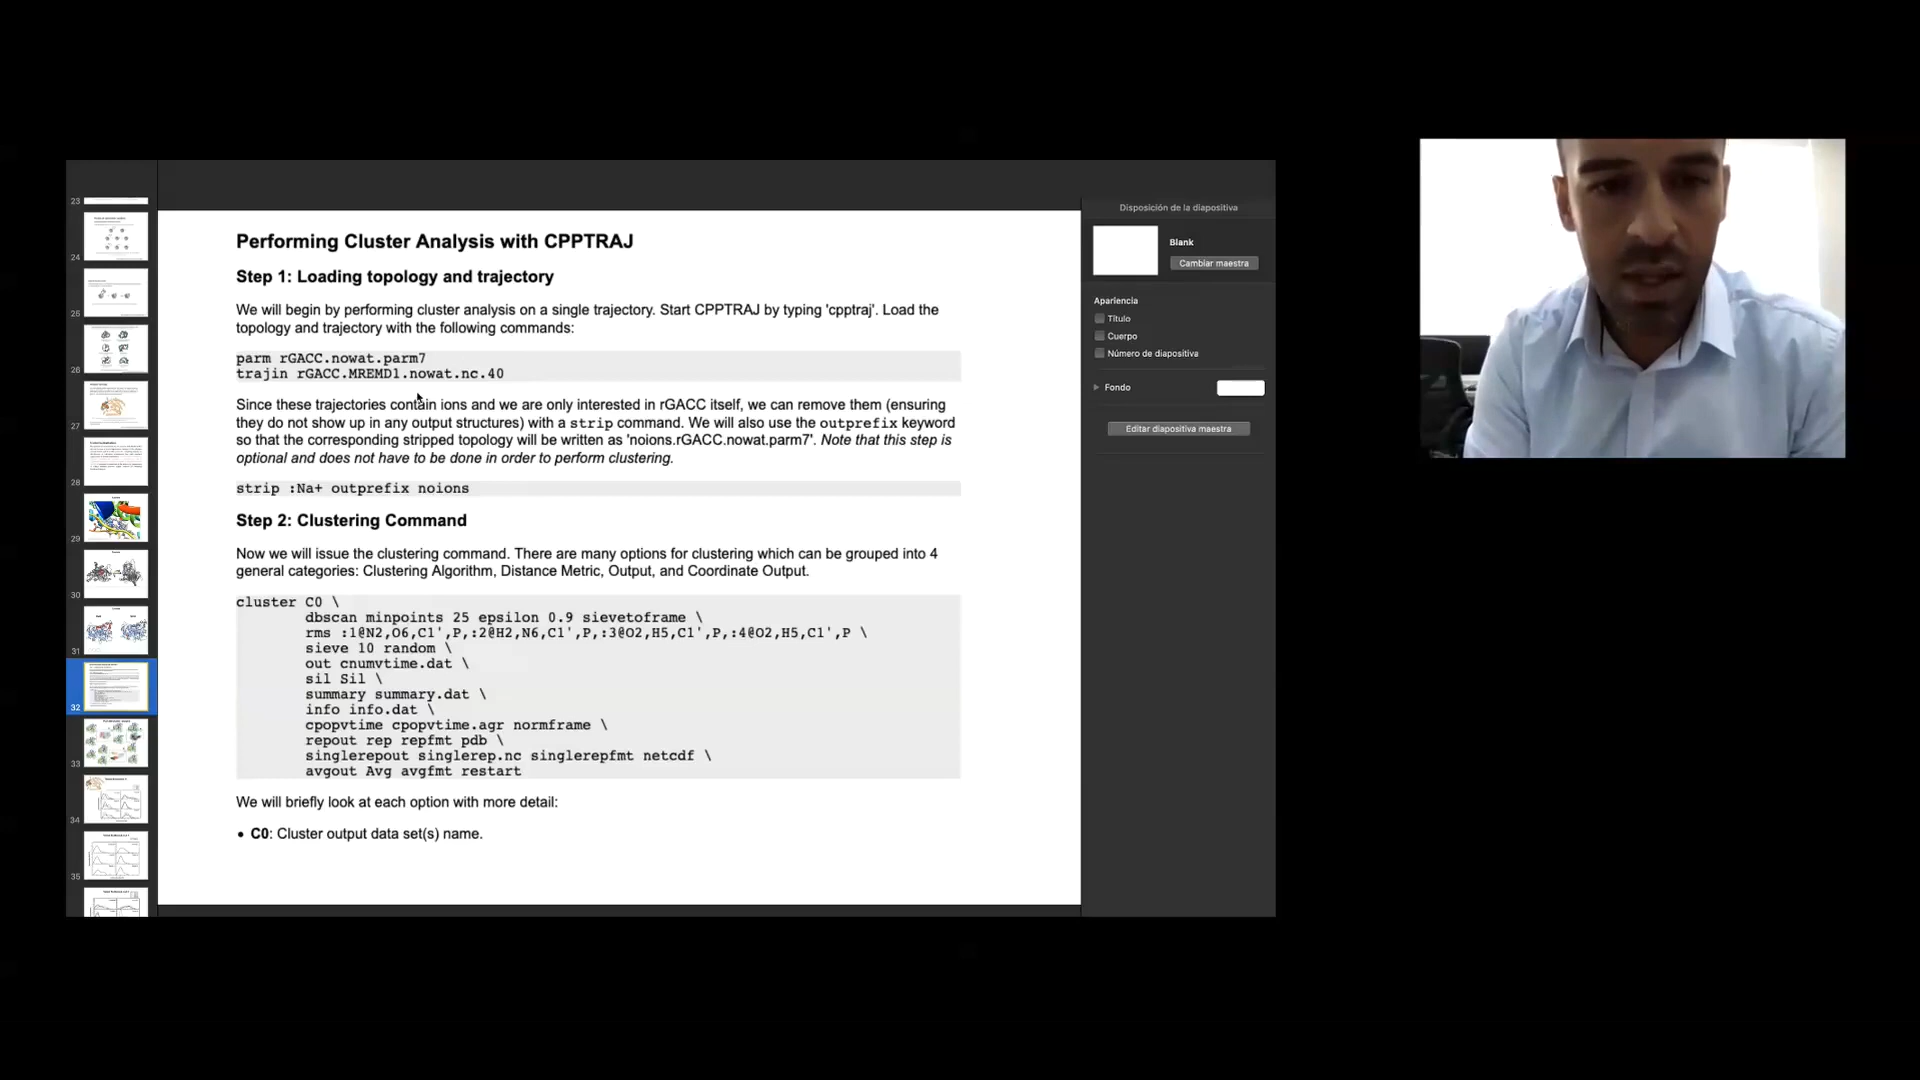 Performing Cluster Analysis with CPPTRAJ
Step 1: Loading topology and trajectory
We will begin by performing cluster analysis on a single trajectory. Start CPPTRAJ by typing 'cpptraj'. Load the
topology and trajectory with the following commands:
parm rGACC.nowat.parm7
trajin rGACC.MREMD1.nowat.nc.40
Since these trajectories contain ions and we are only interested in rGACC itself, we can remove them (ensuring
they do not show up in any output structures) with a strip command. We will also use the outprefix keyword
so that the corresponding stripped topology will be written as 'noions.rGACC.nowat.parm7'. Note that this step is
optional and does not have to be done in order to perform clustering.
strip :Na+ outprefix noions
Step 2: Clustering Command
Now we will issue the clustering command. There are many options for clustering which can be grouped into 4
general categories: Clustering Algorithm, Distance Metric, Output, and Coordinate Output.
cluster C0 \
dbscan minpoints 25 epsilon 0.9 sievetoframe \
rms :1@N2,O6,C1',P,:2@H2,N6,C1',P,:3@O2,H5,C1',P,:4@O2,H5,C1',P \
sieve 10 random \
out cnumvtime.dat \
sil Sil \
summary summary.dat \
info info.dat \
cpopvtime cpopvtime.agr normframe \
repout rep repfmt pdb \
singlerepout singlerep.nc singlerepfmt netcdf \
avgout Avg avgfmt restart
We will briefly look at each option with more detail:
• C0: Cluster output data set(s) name.
23
24
25
26
27
28
29
30
31
32
33
34
35
Disposición de la diapositiva
Blank
Cambiar maestra
Apariencia
Título
Cuerpo
Número de diapositiva
Fondo
Editar diapositiva maestra